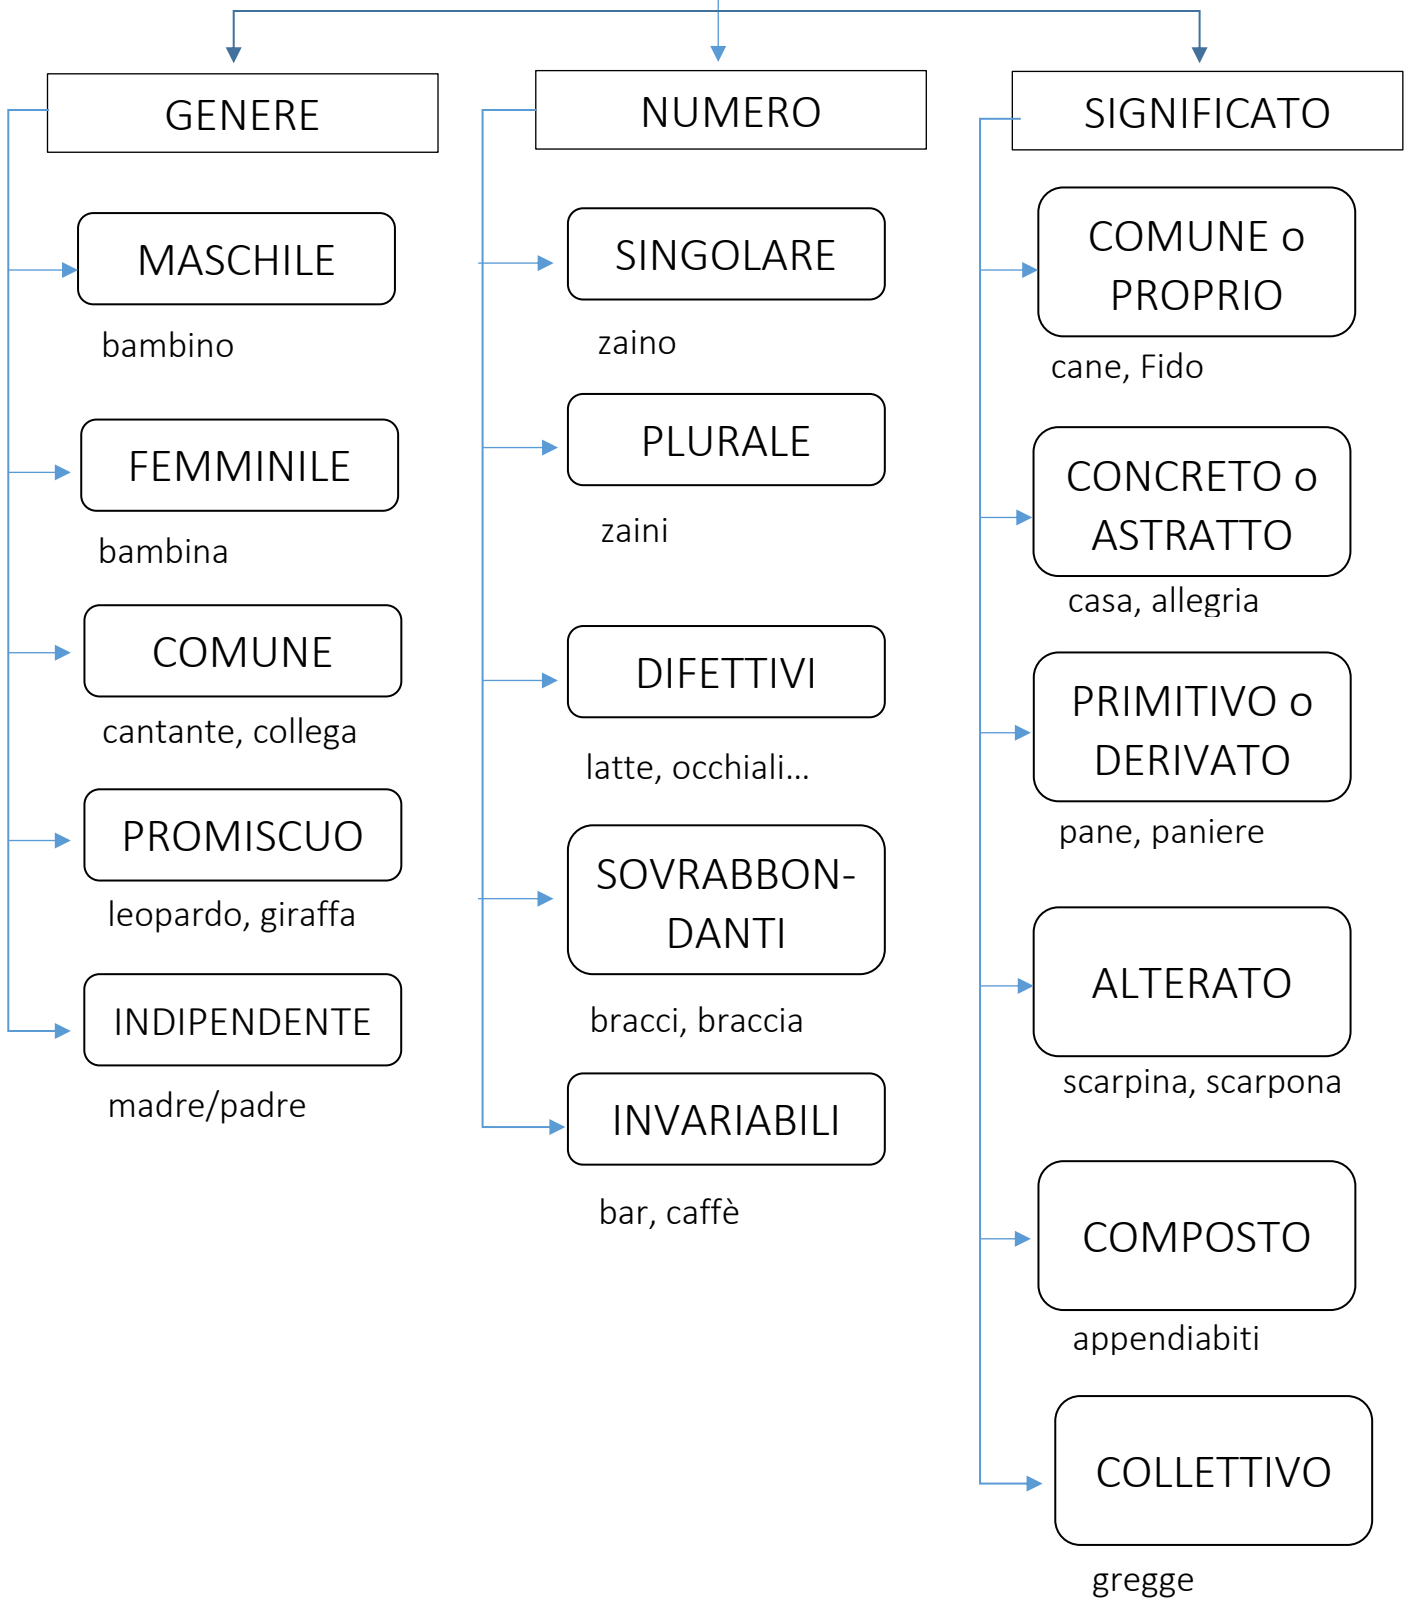 GENERE
MASCHILE
bambino
FEMMINILE
bambina
COMUNE
cantante, collega
PROMISCUO
leopardo, giraffa
INDIPENDENTE
madre/padre
NUMERO
SINGOLARE
zaino
PLURALE
zaini
DIFETTIVI
latte, occhiali...
SOVRABBON-
DANTI
bracci, braccia
INVARIABILI
bar, caffè
SIGNIFICATO
COMUNE o
PROPRIO
cane, Fido
CONCRETO o
ASTRATTO
casa, allegria
PRIMITIVO o
DERIVATO
pane, paniere
ALTERATO
scarpina, scarpona
COMPOSTO
appendiabiti
COLLETTIVO
gregge